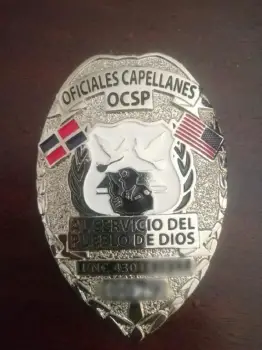 OFICIALES CAPELLANES
OCSP
AL SERVICIO DEL
PUEBLO DE DIOS